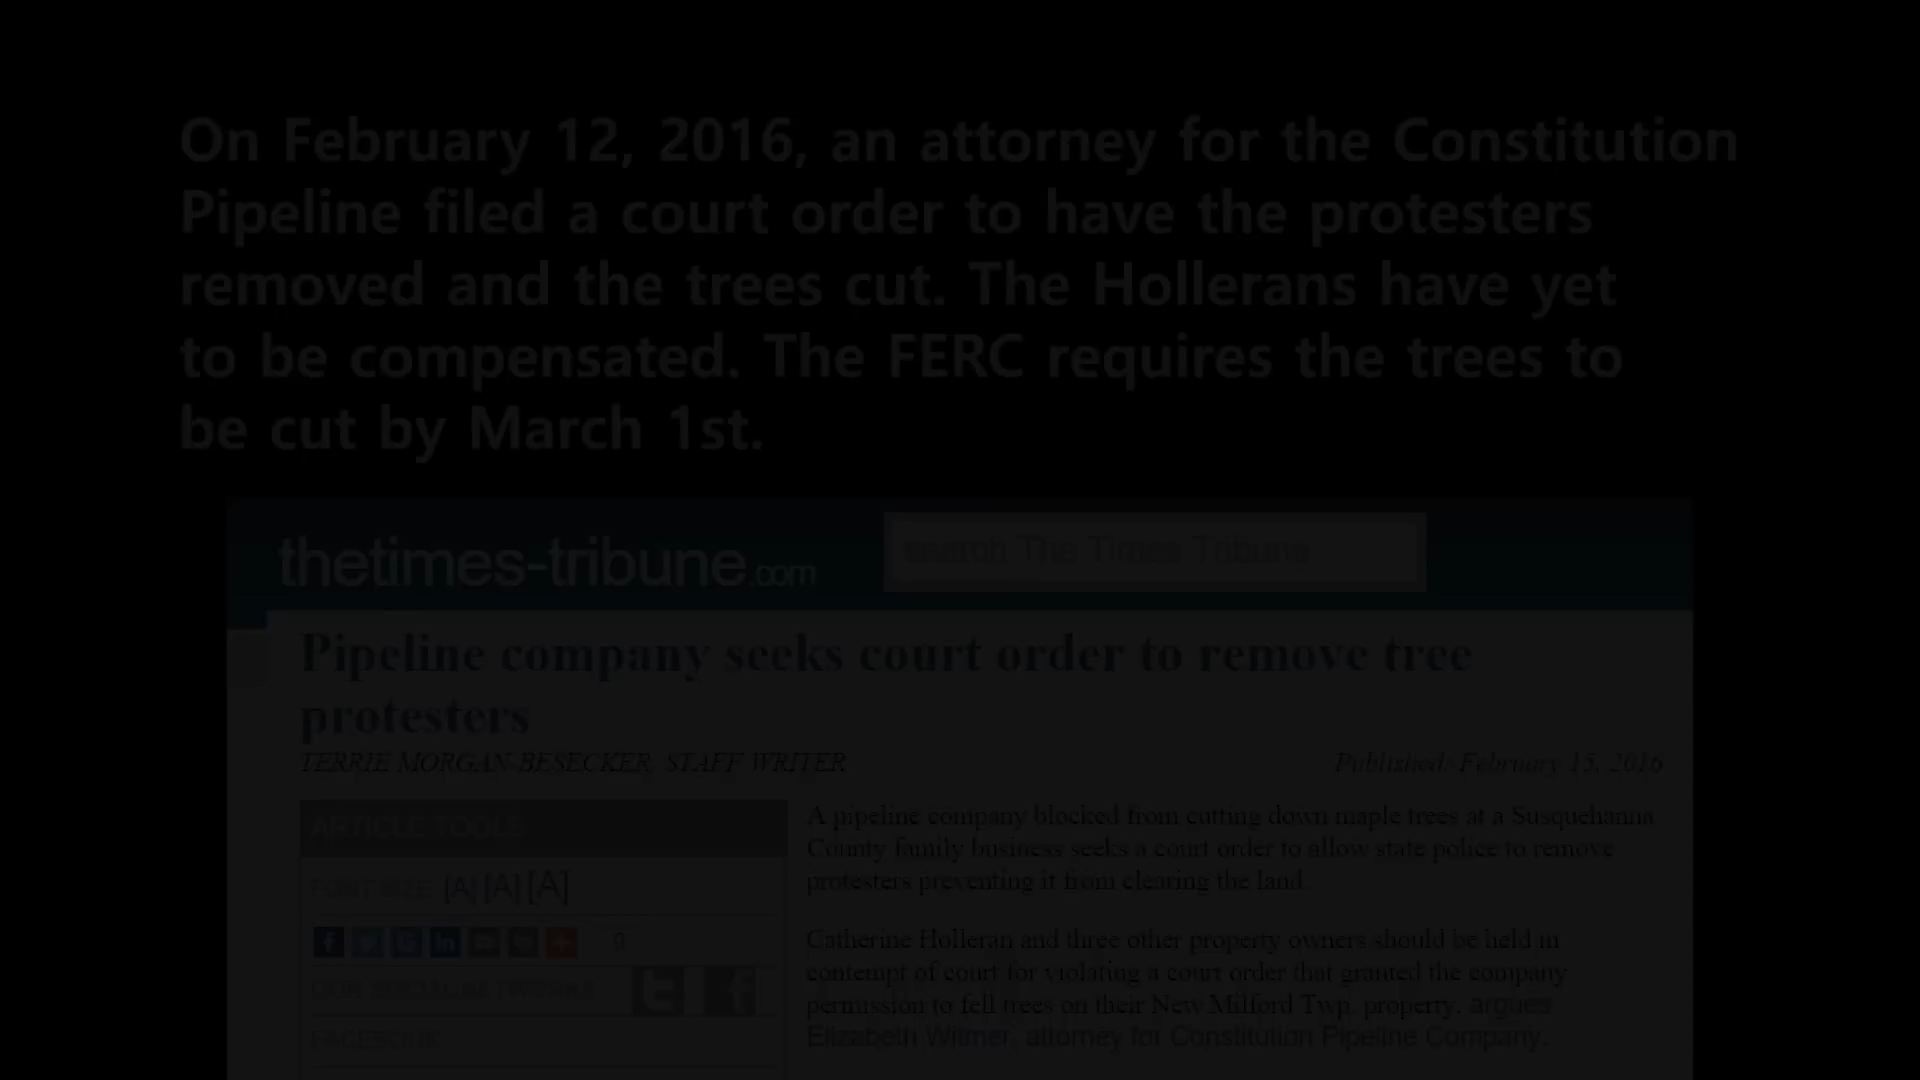 On February 12, 2016, an attorney for the Constitution
Pipeline filed a court order to have the protesters
removed and the trees cut. The Hollerans have yet
to be compensated. The FERC requires the trees to
be cut by March 1st.
thetimes-tribune.com
search The Times Tribune
Pipeline company seeks court order to remove tree
protesters
TERRIE MORGAN-BESECKER, STAFF WRITER
Published: February 15, 2016
ARTICLE TOOLS
FONT SIZE [A] [A] [A]
0
OUR SOCIAL NETWORKS
FACEBOOK
A pipeline company blocked from cutting down maple trees at a Susquehanna
County family business seeks a court order to allow state police to remove
protesters preventing it from clearing the land.
Catherine Holleran and three other property owners should be held in
contempt of court for violating a court order that granted the company
permission to fell trees on their New Milford Twp. property, argues
Elizabeth Witmer, attorney for Constitution Pipeline Company.